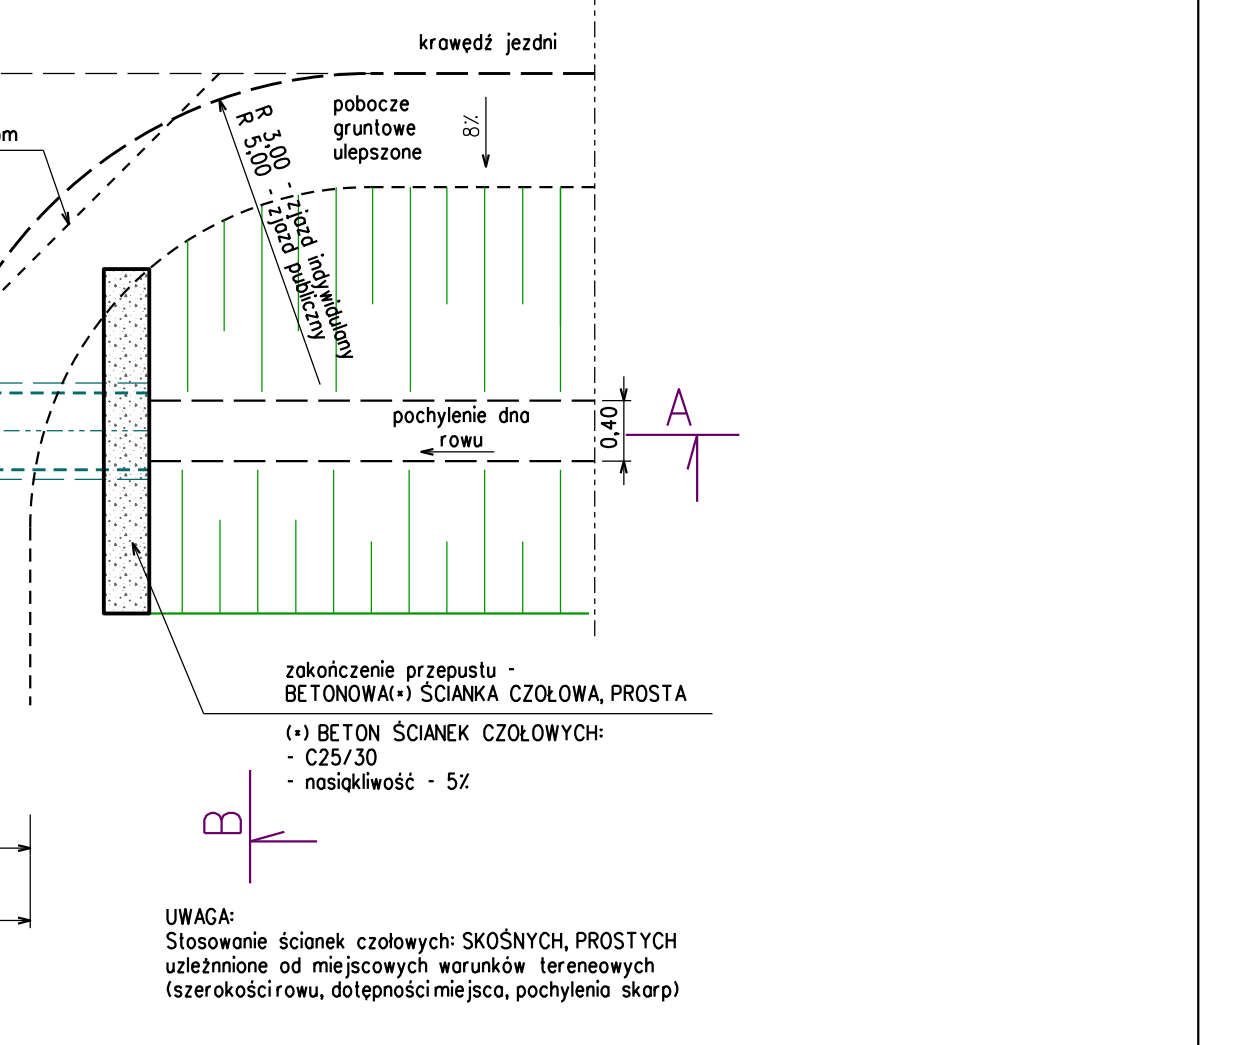 krawędź jezdni
om
pobocze
gruntowe
ulepszone
8%
R 3,00 - zjazd indywidulany
R 5,00 - zjazd publiczny
pochylenie dna
rowu
0,40
A
zakończenie przepustu -
BETONOWA(*) ŚCIANKA CZOŁOWA, PROSTA
(*) BETON ŚCIANEK CZOŁOWYCH:
- C25/30
- nasiąkliwość - 5%
B
UWAGA:
Stosowanie ścianek czołowych: SKOŚNYCH, PROSTYCH
uzleżnnione od miejscowych warunków tereneowych
(szerokości rowu, dotępności miejsca, pochylenia skarp)